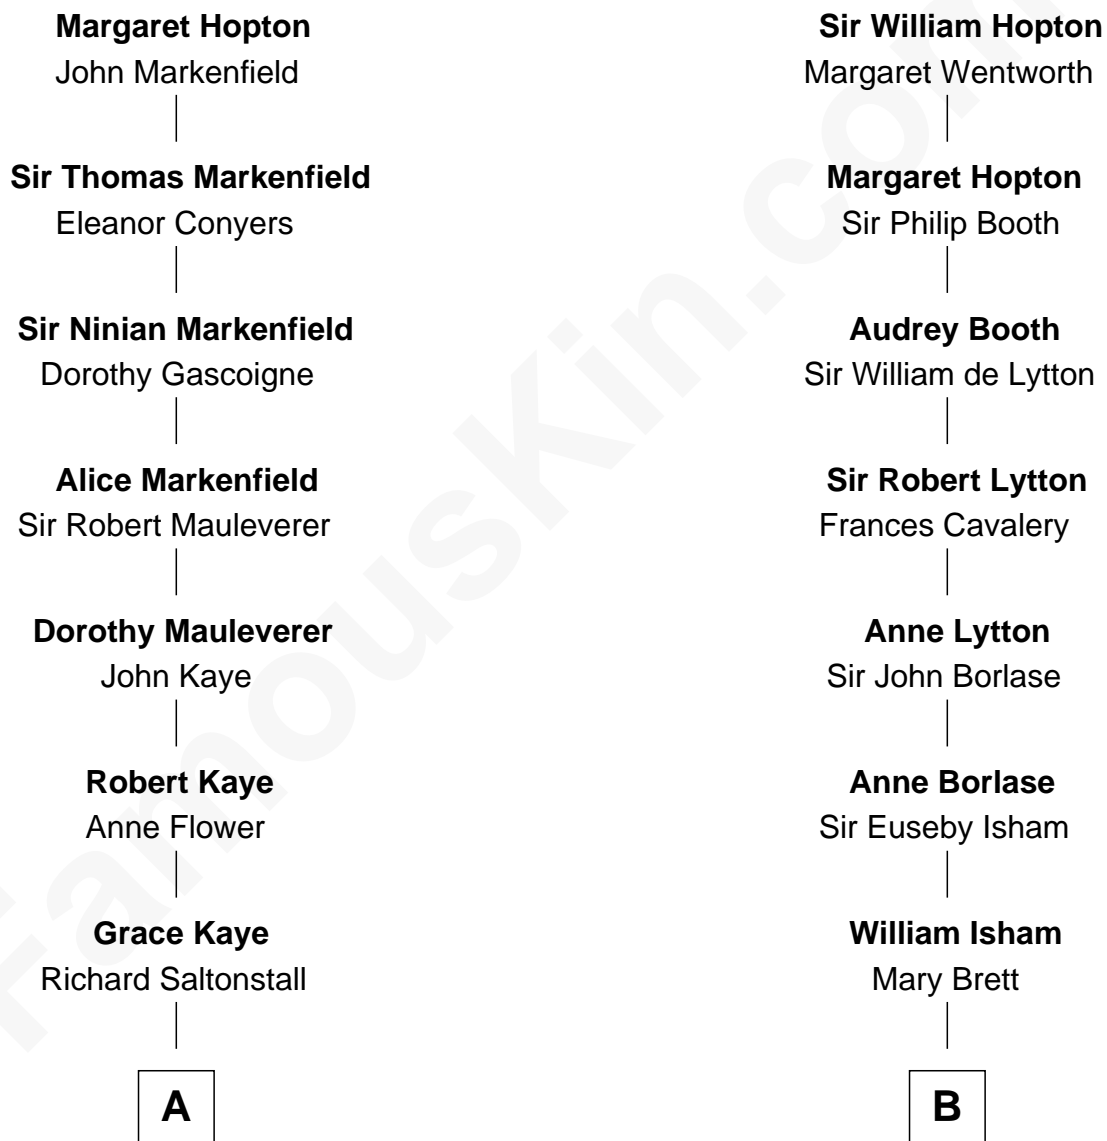 Margaret Hopton
John Markenfield
Sir Thomas Markenfield
Eleanor Conyers
Sir Ninian Markenfield
Dorothy Gascoigne
Alice Markenfield
Sir Robert Mauleverer
Dorothy Mauleverer
John Kaye
Robert Kaye
Anne Flower
Grace Kaye
Richard Saltonstall
A
Sir William Hopton
Margaret Wentworth
Margaret Hopton
Sir Philip Booth
Audrey Booth
Sir William de Lytton
Sir Robert Lytton
Frances Cavalery
Anne Lytton
Sir John Borlase
Anne Borlase
Sir Euseby Isham
William Isham
Mary Brett
B
FamousKin.com